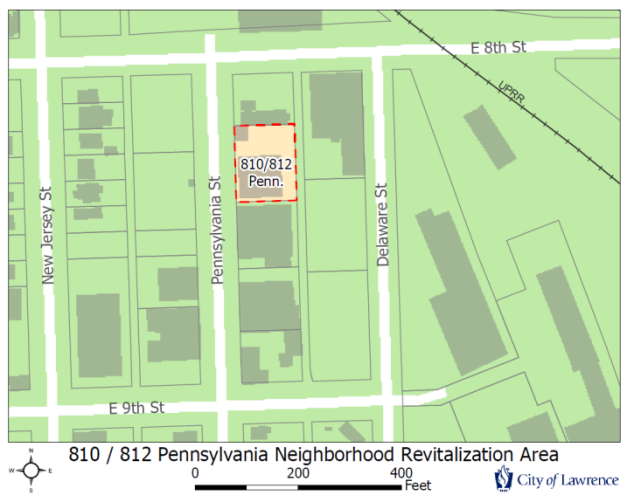 E 8th St
UPRR
810/812
Penn.
New Jersey St
Pennsylvania St
Delaware St
E 9th St
810 / 812 Pennsylvania Neighborhood Revitalization Area
N
W
E
S
0
200
400
Feet
City of Lawrence